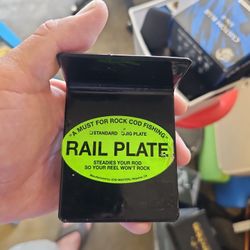 "A MUST FOR ROCK COD FISHING"
STANDARD JIG PLATE
RAIL PLATE
STEADIES YOUR ROD
SO YOUR REEL WON'T ROCK